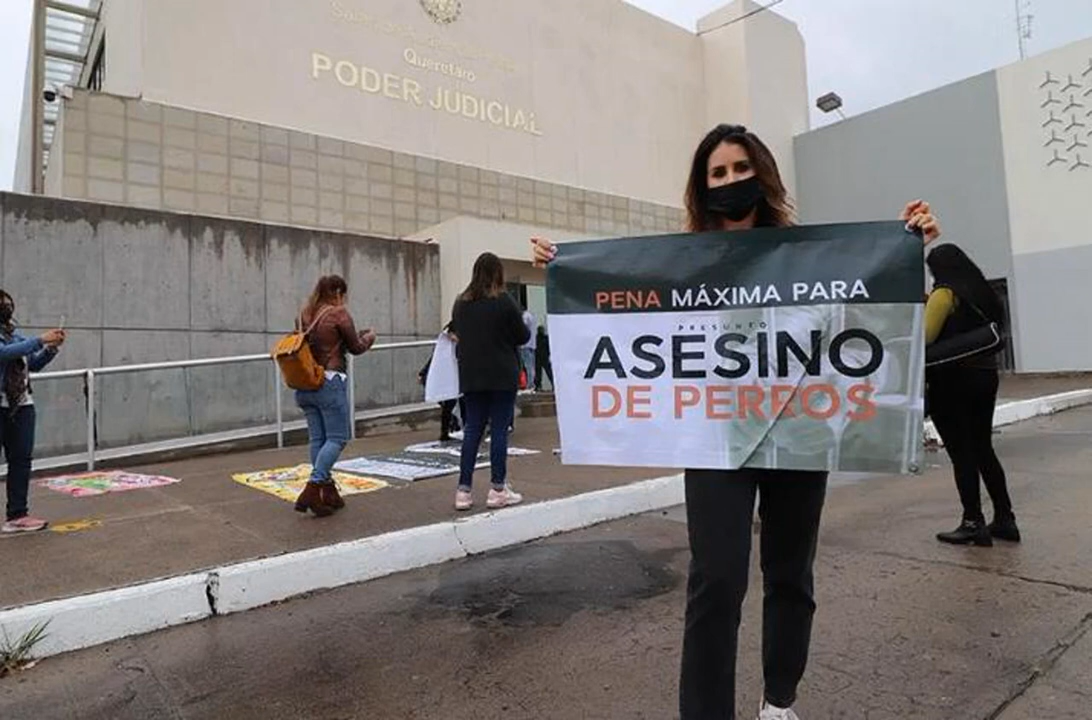 Querétaro
PODER JUDICIAL
PENA MÁXIMA PARA
PRESUNTO
ASESINO
DE PERROS